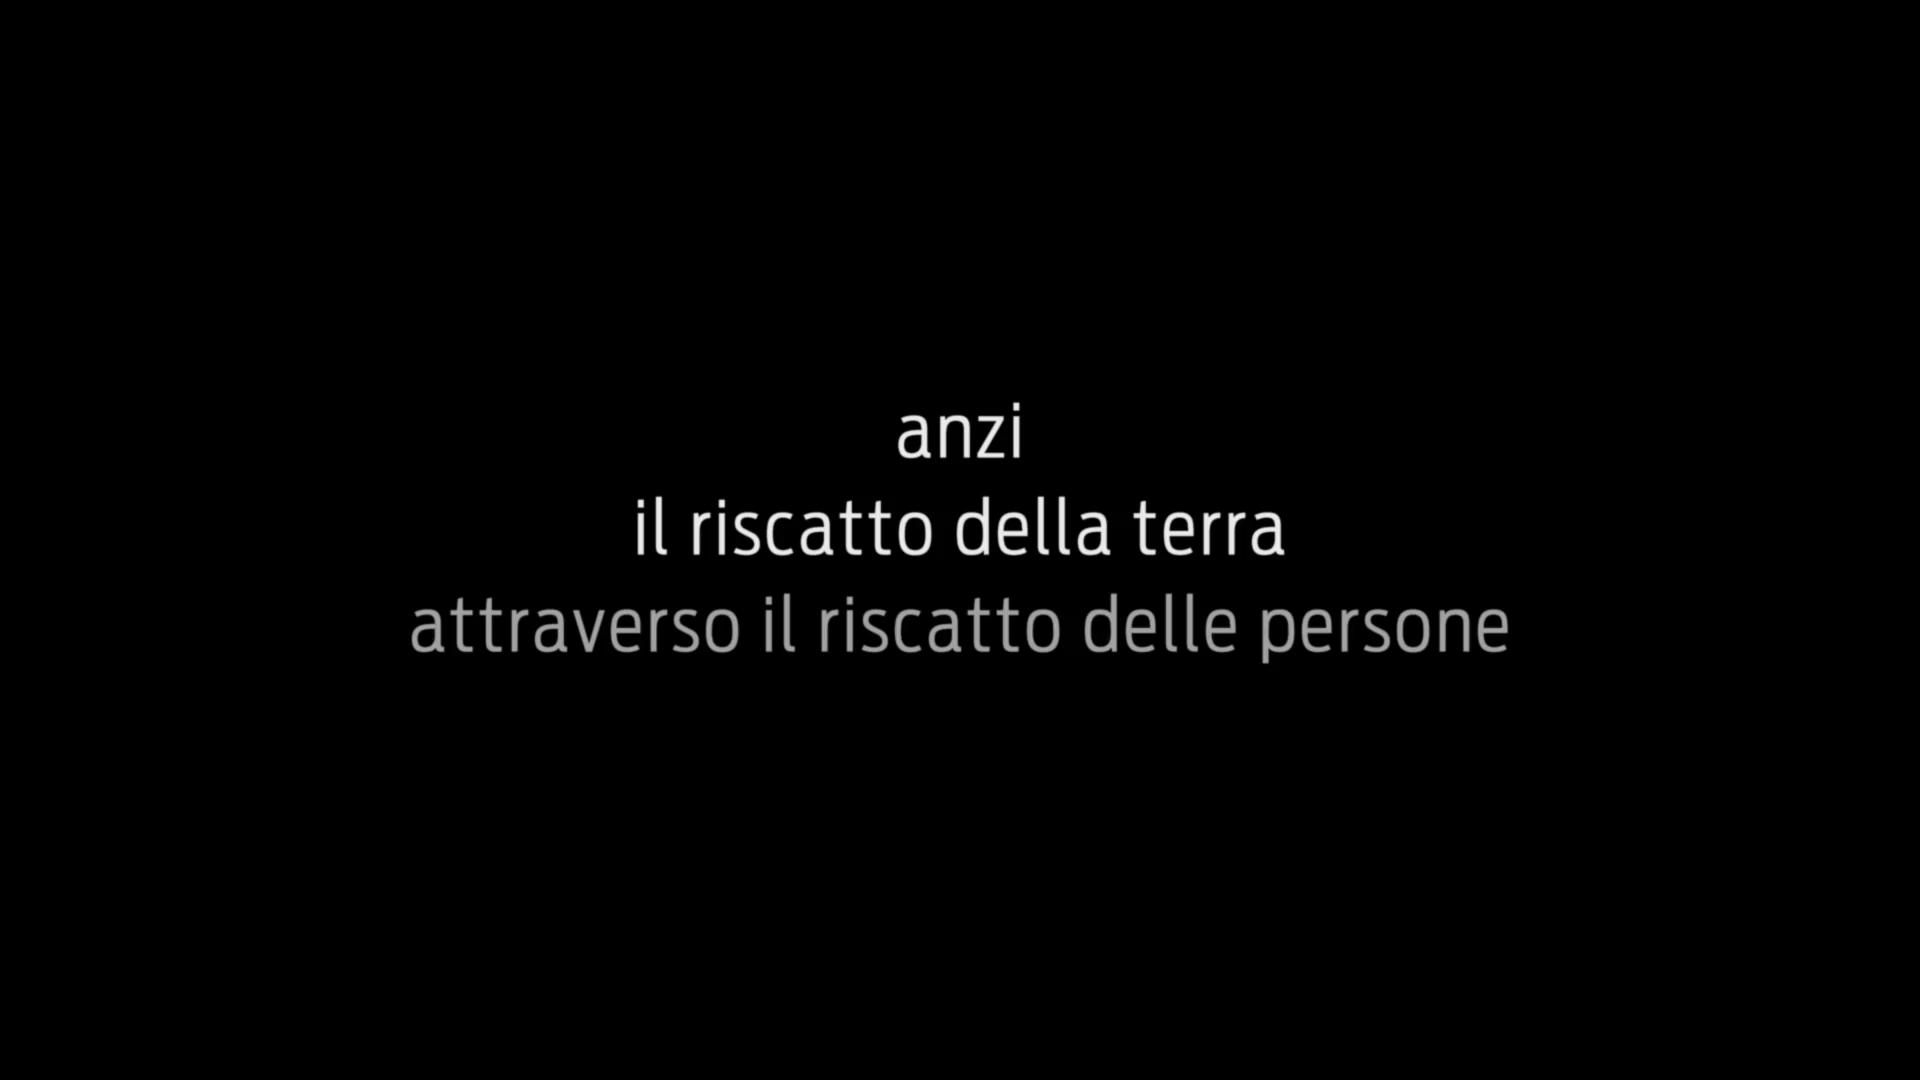 anzi
il riscatto della terra
attraverso il riscatto delle persone